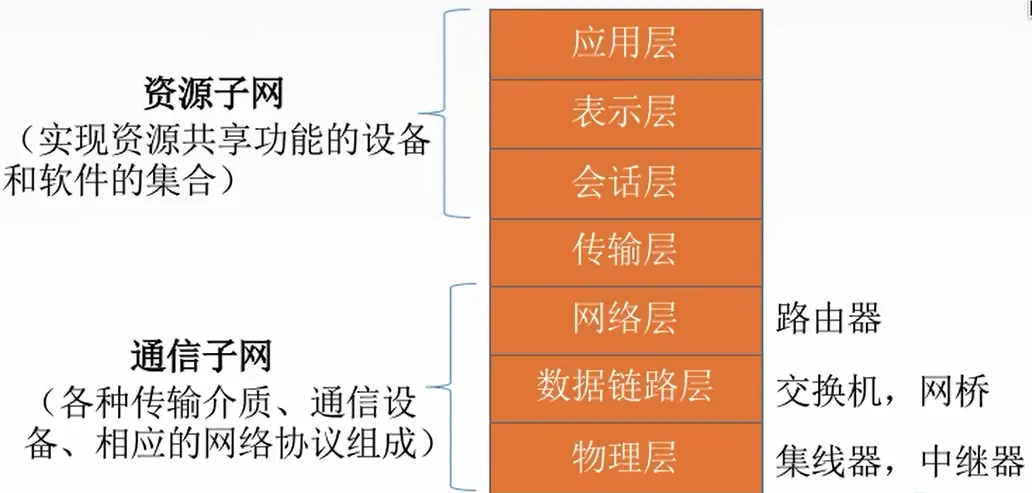 应用层
资源子网
（实现资源共享功能的设备
和软件的集合）
表示层
会话层
传输层
网络层
路由器
通信子网
（各种传输介质、通信设
备、相应的网络协议组成）
数据链路层
交换机，网桥
物理层
集线器，中继器